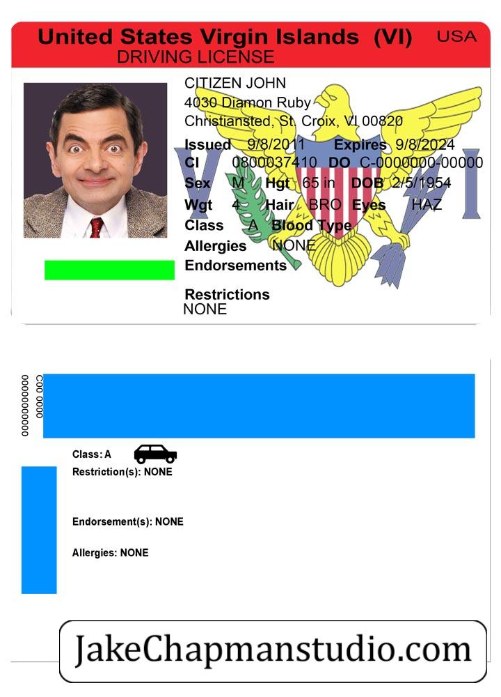 United States Virgin Islands (VI) USA
DRIVING LICENSE
CITIZEN JOHN
4030 Diamon Ruby
Christiansted, St. Croix, VI 00820
Issued 9/8/2011 Expires 9/8/2024
CI 0800037410 DO C-0000000-00000
Sex M Hgt 65 in DOB 2/5/1954
Wgt 4 Hair BRO Eyes HAZ
Class A Blood Type
Allergies NONE
Endorsements
Restrictions
NONE
V I
C00 0000
00000000000
Class: A
Restriction(s): NONE
Endorsement(s): NONE
Allergies: NONE
JakeChapmanstudio.com